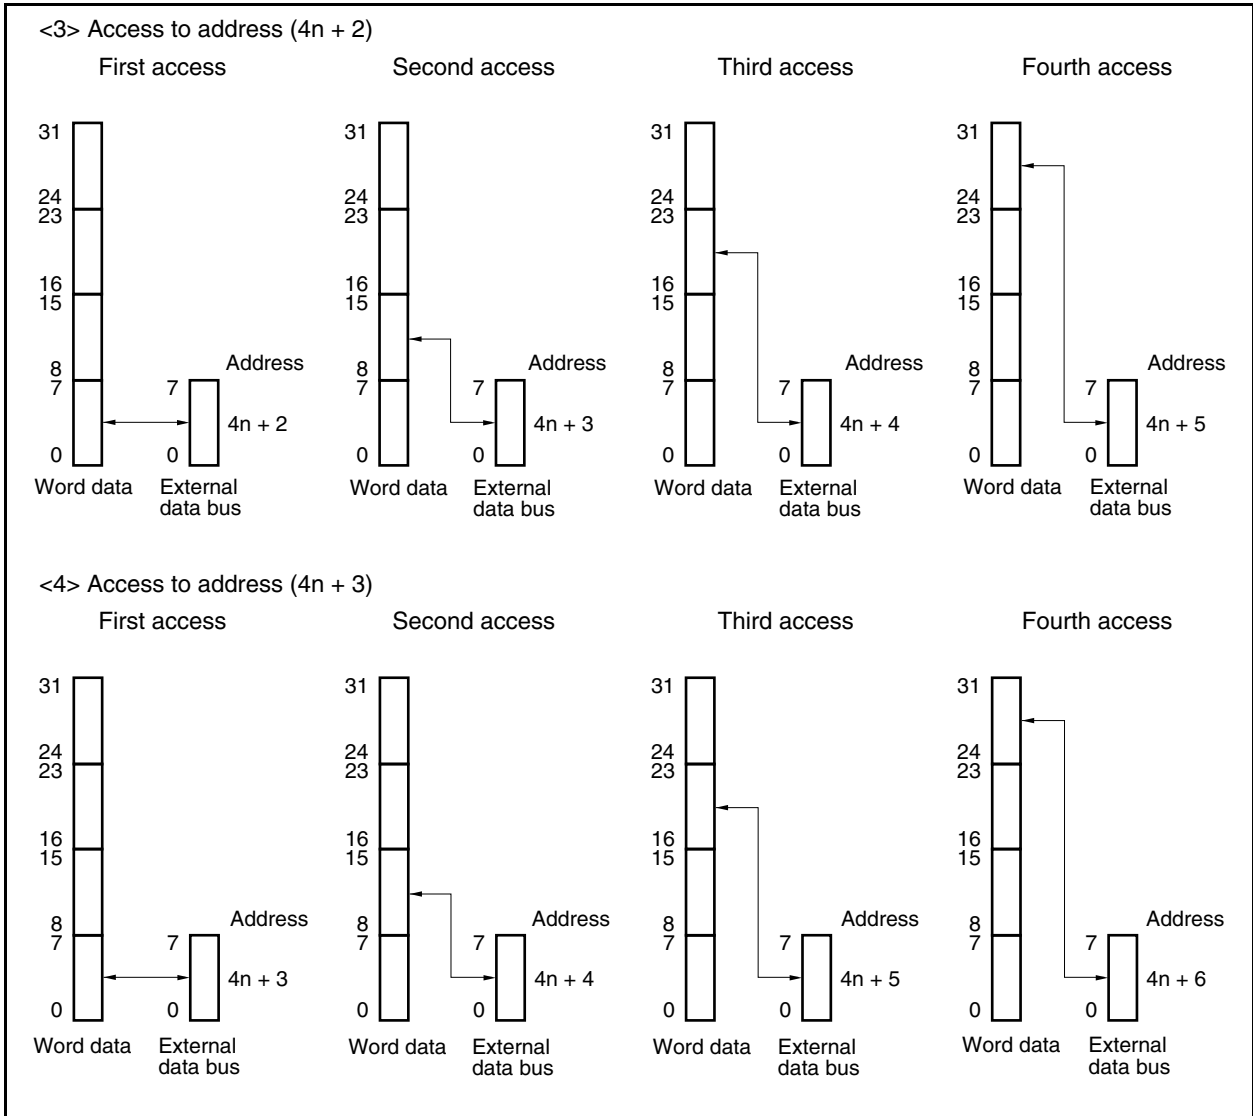 <3> Access to address (4n + 2)
First access
Second access
Third access
Fourth access
31
24
23
16
15
8
7
0
7
0
Address
4n + 2
Word data
External
data bus
31
24
23
16
15
8
7
0
7
0
Address
4n + 3
Word data
External
data bus
31
24
23
16
15
8
7
0
7
0
Address
4n + 4
Word data
External
data bus
31
24
23
16
15
8
7
0
7
0
Address
4n + 5
Word data
External
data bus
<4> Access to address (4n + 3)
First access
Second access
Third access
Fourth access
31
24
23
16
15
8
7
0
7
0
Address
4n + 3
Word data
External
data bus
31
24
23
16
15
8
7
0
7
0
Address
4n + 4
Word data
External
data bus
31
24
23
16
15
8
7
0
7
0
Address
4n + 5
Word data
External
data bus
31
24
23
16
15
8
7
0
7
0
Address
4n + 6
Word data
External
data bus